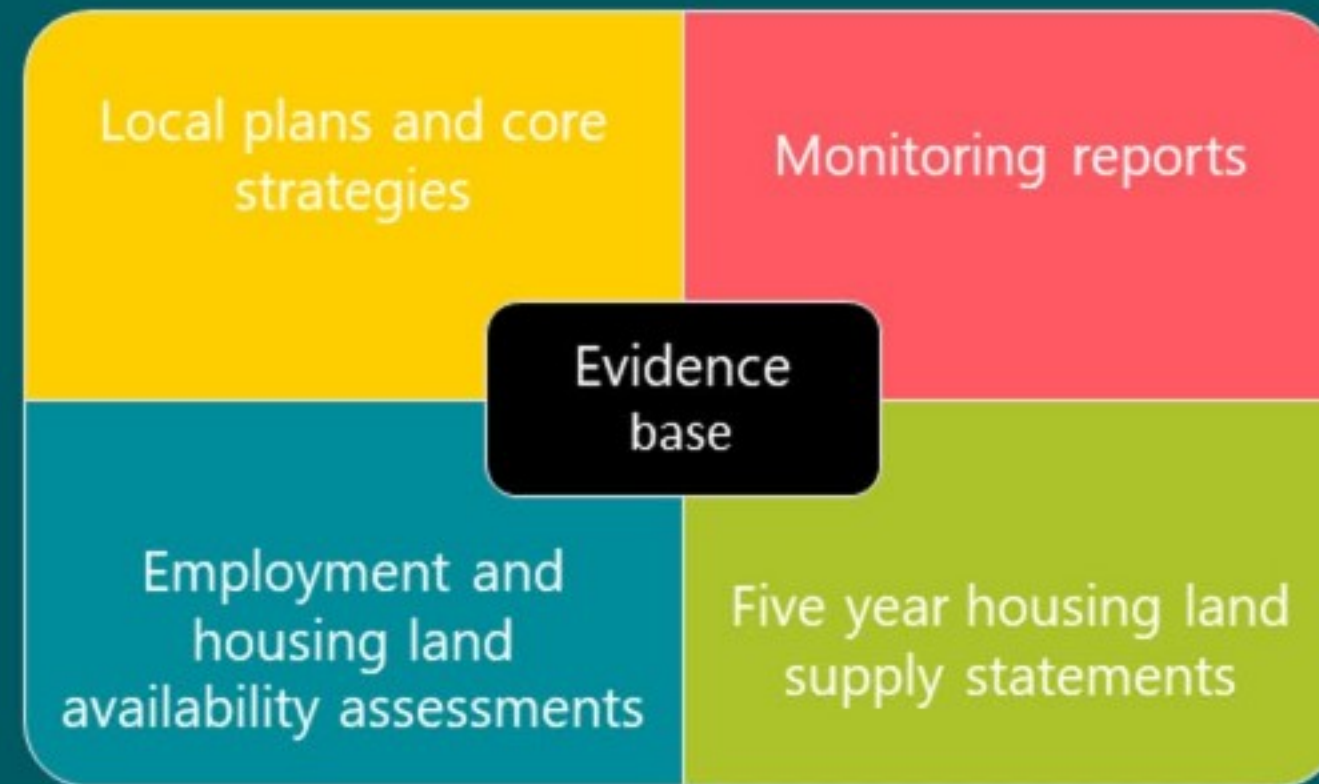 Local plans and core
strategies
Monitoring reports
Evidence
base
Employment and
housing land
availability assessments
Five year housing land
supply statements